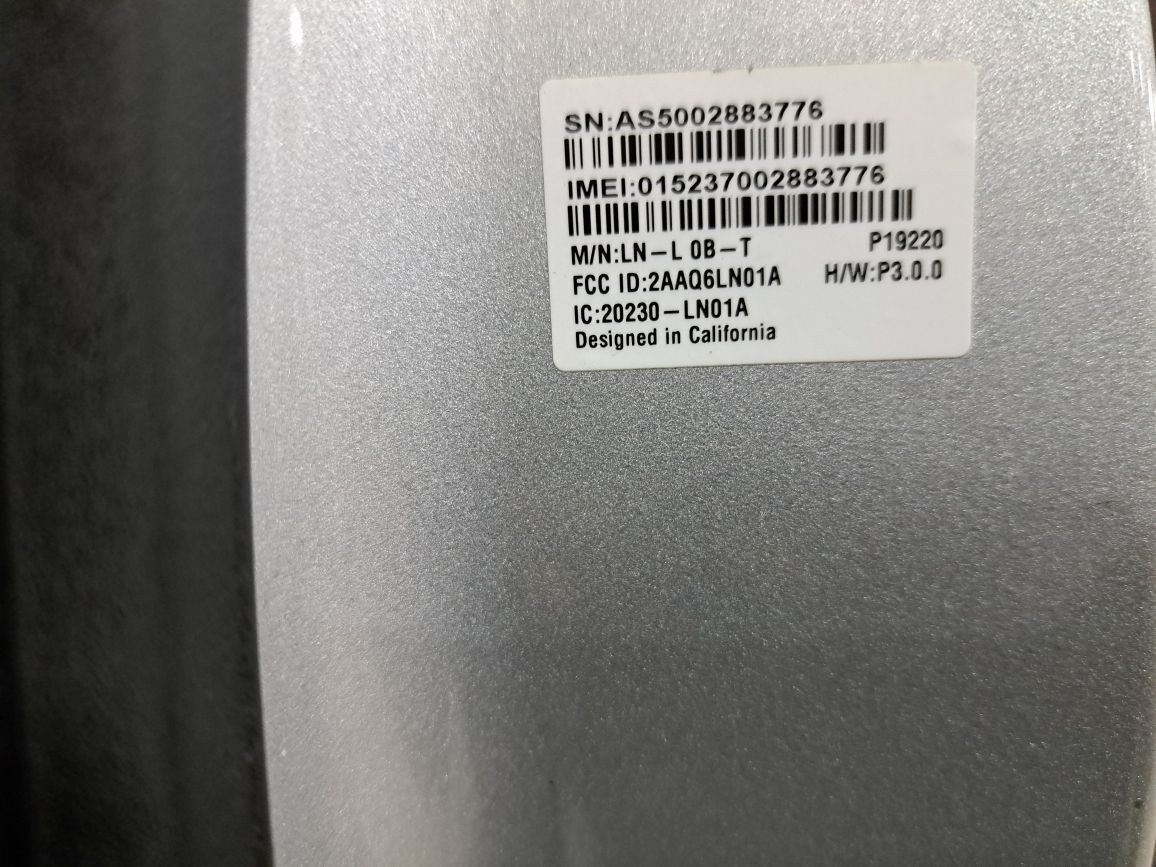 SN:AS5002883776
IMEI:015237002883776
M/N:LN-L 0B-T P19220
FCC ID:2AAQ6LN01A H/W:P3.0.0
IC:20230-LN01A
Designed in California